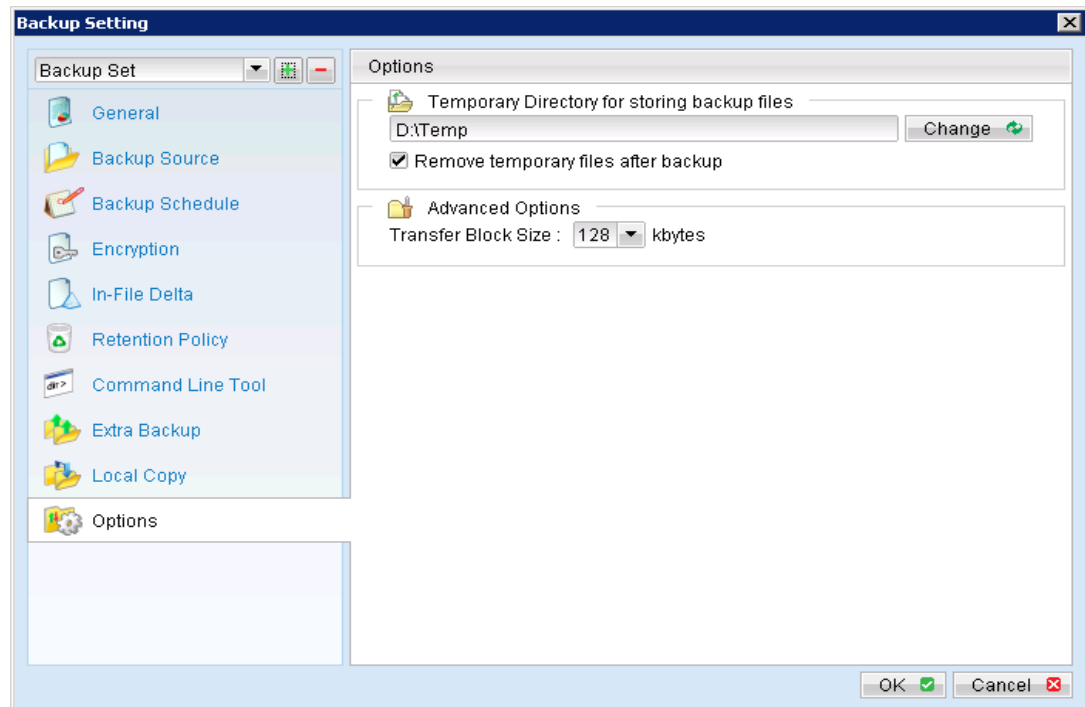 Backup Setting
Backup Set
General
Backup Source
Backup Schedule
Encryption
In-File Delta
Retention Policy
dir>
Command Line Tool
Extra Backup
Local Copy
Options
Options
Temporary Directory for storing backup files
D:\Temp
Change
Remove temporary files after backup
Advanced Options
Transfer Block Size : 128 kbytes
OK
Cancel